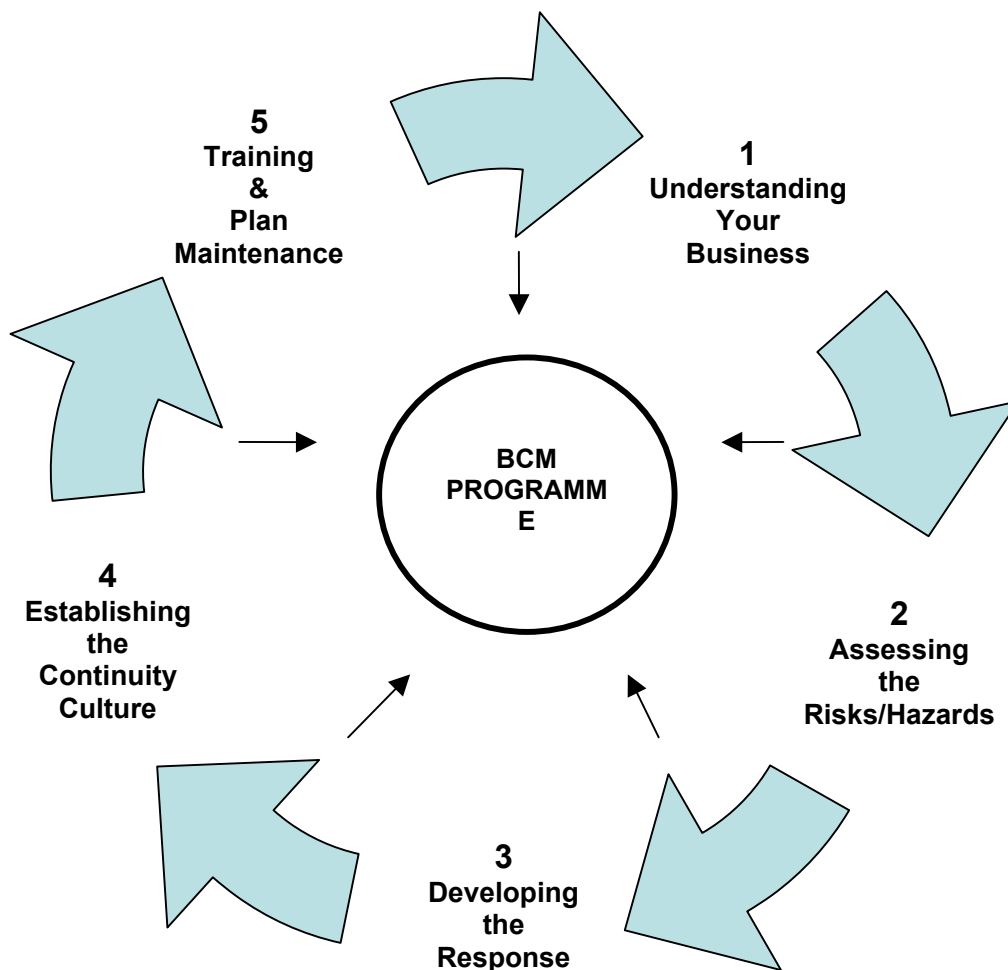 5
Training
&
Plan
Maintenance
1
Understanding
Your
Business
BCM
PROGRAMM
E
4
Establishing
the
Continuity
Culture
2
Assessing
the
Risks/Hazards
3
Developing
the
Response